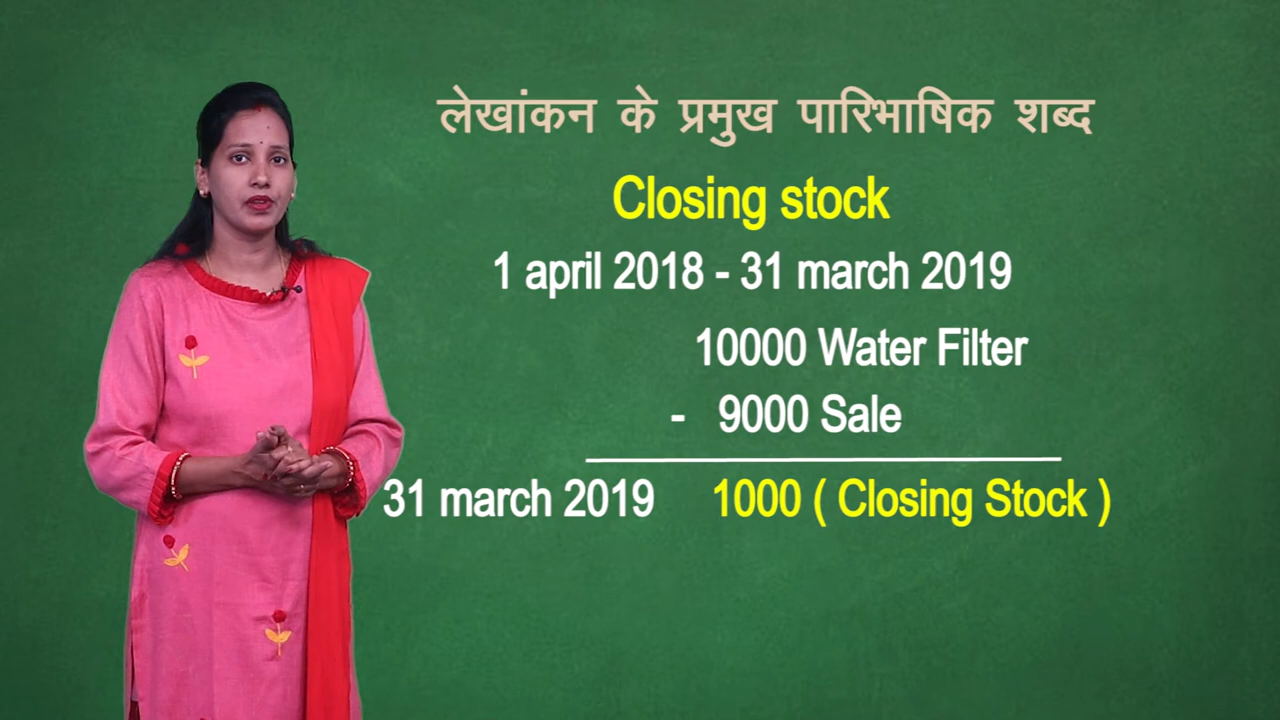 लेखांकन के प्रमुख पारिभाषिक शब्द
Closing stock
1 april 2018 - 31 march 2019
10000 Water Filter
- 9000 Sale
31 march 2019 1000 ( Closing Stock )